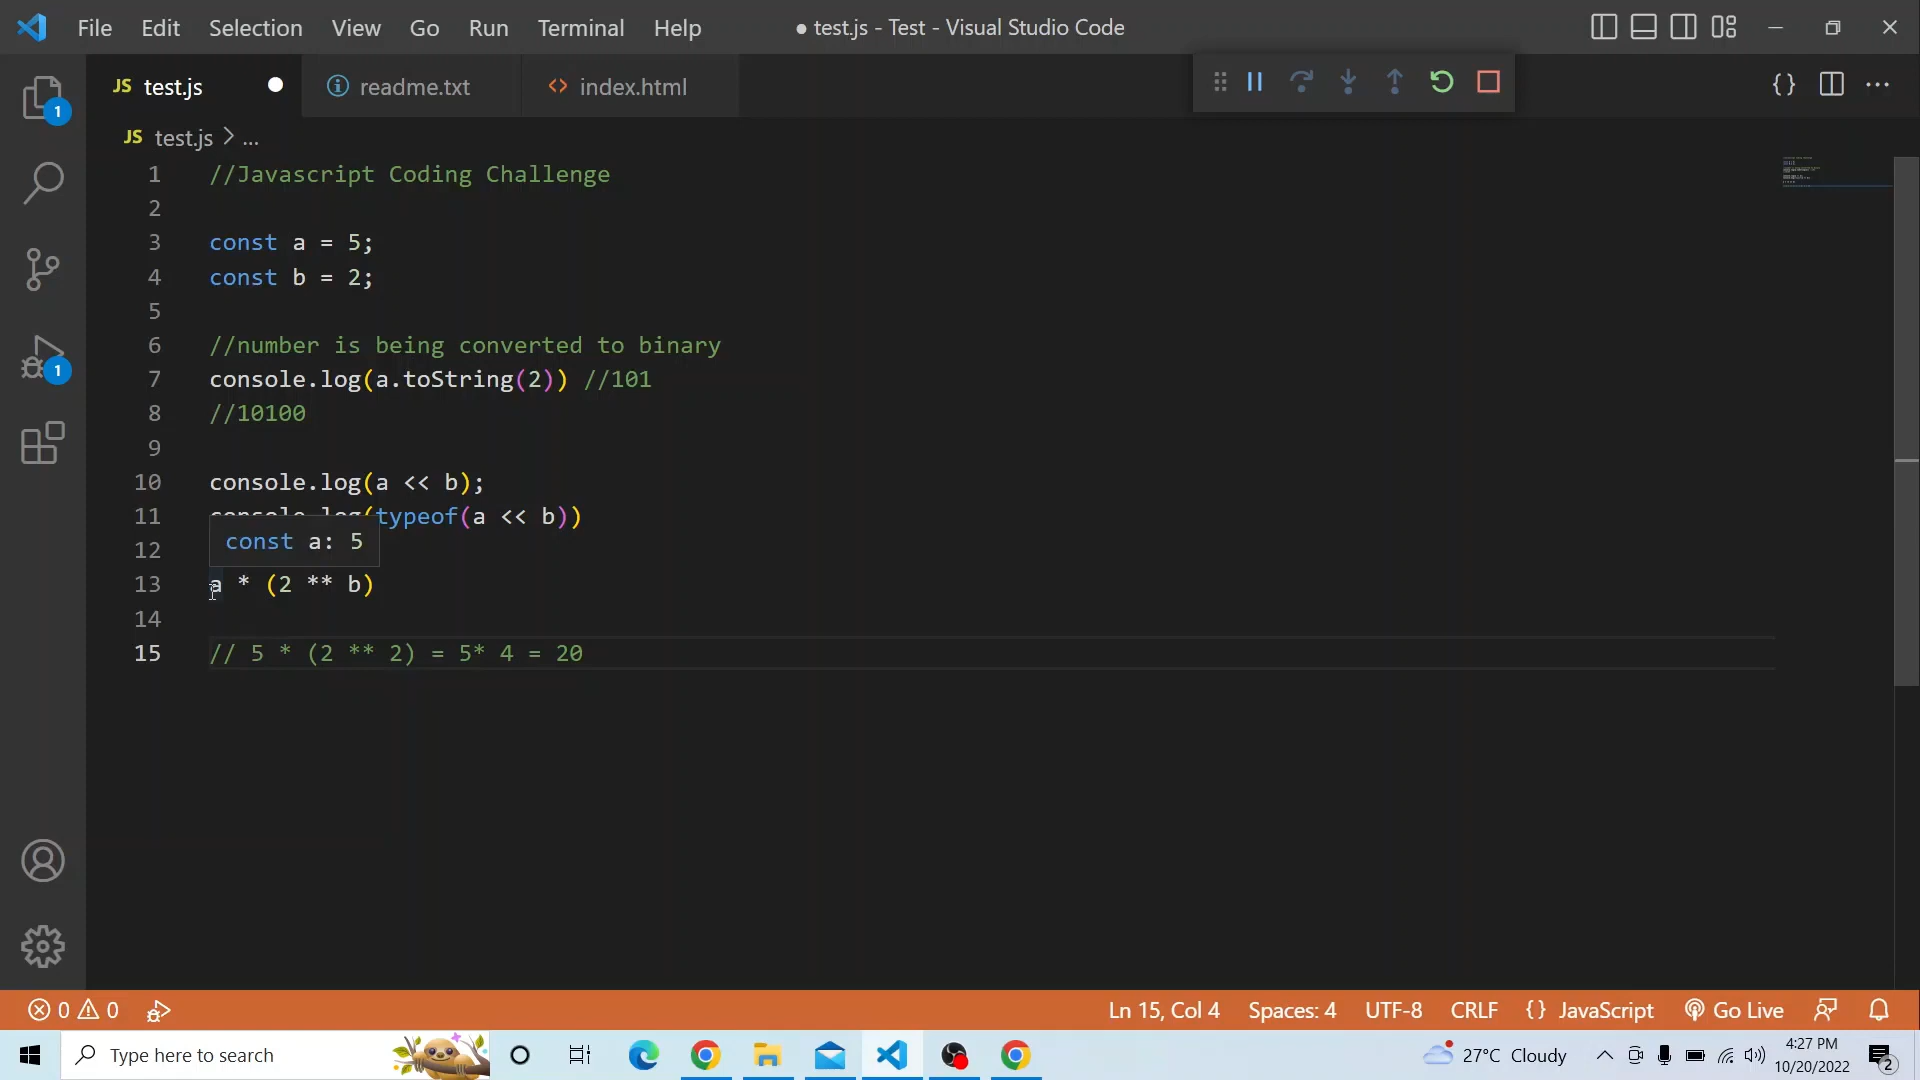 File Edit Selection View Go Run Terminal Help
● test.js - Test - Visual Studio Code
JS test.js
readme.txt
<> index.html
{}
1
JS test.js > ...
1 //Javascript Coding Challenge
2
3 const a = 5;
4 const b = 2;
5
6 //number is being converted to binary
7 console.log(a.toString(2)) //101
8 //10100
9
10 console.log(a << b);
11 console.log(typeof(a << b))
const a: 5
12
13 a * (2 ** b)
14
15 // 5 * (2 ** 2) = 5* 4 = 20
1
0 0
Ln 15, Col 4 Spaces: 4 UTF-8 CRLF {} JavaScript Go Live
Type here to search
27°C Cloudy
4:27 PM
10/20/2022
2